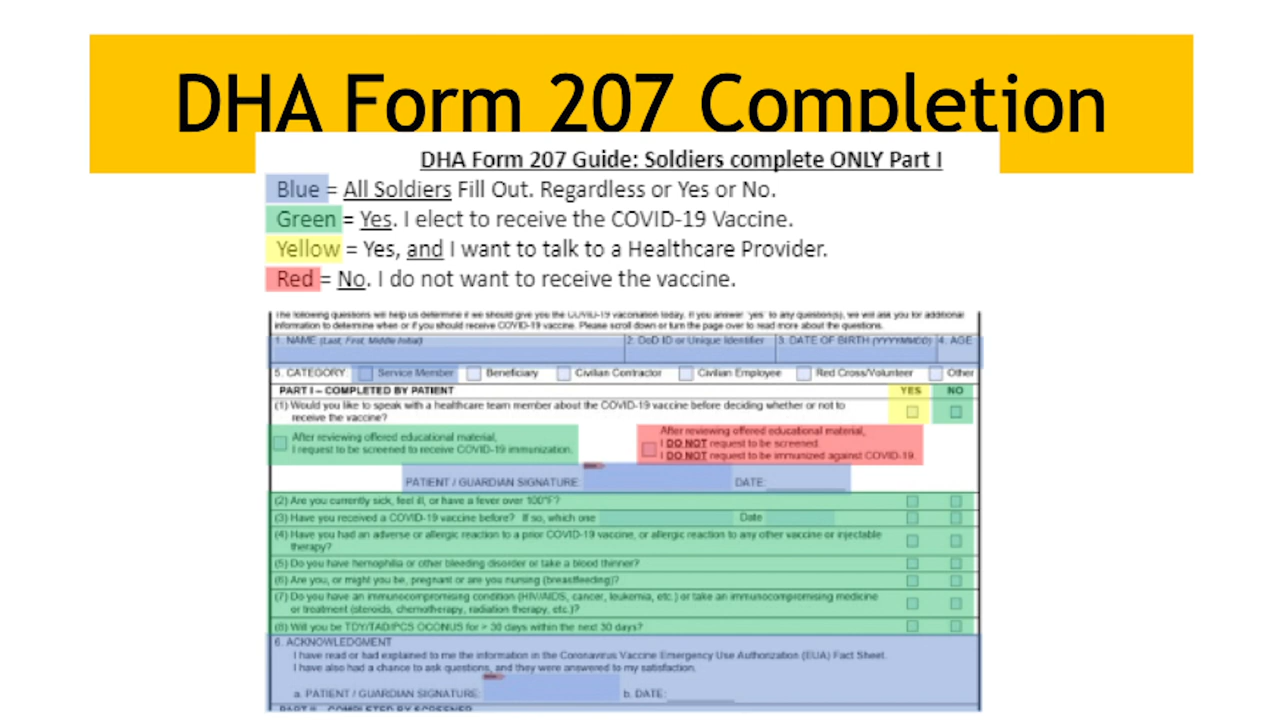 DHA Form 207 Completion
DHA Form 207 Guide: Soldiers complete ONLY Part I
Blue = All Soldiers Fill Out. Regardless or Yes or No.
Green = Yes. I elect to receive the COVID-19 Vaccine.
Yellow = Yes, and I want to talk to a Healthcare Provider.
Red = No. I do not want to receive the vaccine.
The following questions will help us determine if we should give you the COVID-19 vaccination today. If you answer "yes" to any question(s), we will ask you for additional
information to determine when or if you should receive COVID-19 vaccine. Please scroll down or turn the page over to read more about the questions.
1. NAME (Last, First, Middle Initial) 2. DoD ID or Unique Identifier 3. DATE OF BIRTH (YYYYMMDD) 4. AGE
5. CATEGORY: Service Member Beneficiary Civilian Contractor Civilian Employee Red Cross/Volunteer Other
PART I – COMPLETED BY PATIENT YES NO
(1) Would you like to speak with a healthcare team member about the COVID-19 vaccine before deciding whether or not to
receive the vaccine?
After reviewing offered educational material,
I request to be screened to receive COVID-19 immunization.
After reviewing offered educational material,
I DO NOT request to be screened.
I DO NOT request to be immunized against COVID-19.
PATIENT / GUARDIAN SIGNATURE: DATE:
(2) Are you currently sick, feel ill, or have a fever over 100°F?
(3) Have you received a COVID-19 vaccine before? If so, which one Date
(4) Have you had an adverse or allergic reaction to a prior COVID-19 vaccine, or allergic reaction to any other vaccine or injectable
therapy?
(5) Do you have hemophilia or other bleeding disorder or take a blood thinner?
(6) Are you, or might you be, pregnant or are you nursing (breastfeeding)?
(7) Do you have an immunocompromising condition (HIV/AIDS, cancer, leukemia, etc.) or take an immunocompromising medicine
or treatment (steroids, chemotherapy, radiation therapy, etc.)?
(8) Will you be TDY/TAD/PCS OCONUS for > 30 days within the next 30 days?
6. ACKNOWLEDGMENT
I have read or had explained to me the information in the Coronavirus Vaccine Emergency Use Authorization (EUA) Fact Sheet.
I have also had a chance to ask questions, and they were answered to my satisfaction.
a. PATIENT / GUARDIAN SIGNATURE: b. DATE:
PART II – COMPLETED BY SCREENER